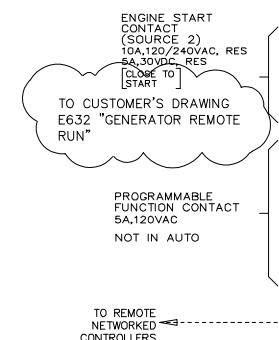 ENGINE START
CONTACT
(SOURCE 2)
10A,120/240VAC, RES
5A,30VDC, RES
[CLOSE TO]
[START]
TO CUSTOMER'S DRAWING
E632 "GENERATOR REMOTE
RUN"
PROGRAMMABLE
FUNCTION CONTACT
5A,120VAC
NOT IN AUTO
TO REMOTE
NETWORKED
CONTROLLERS